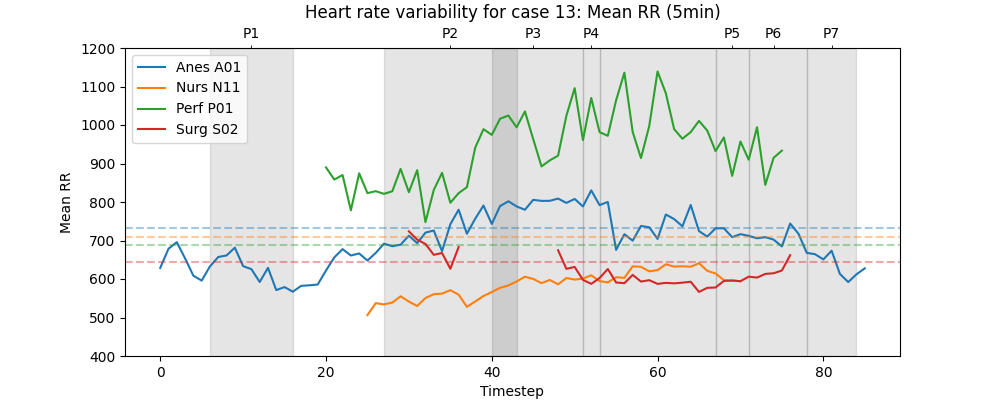 Heart rate variability for case 13: Mean RR (5min)
P1 P2 P3 P4 P5 P6 P7
Anes A01
Nurs N11
Perf P01
Surg S02
1200
1100
1000
900
800
700
600
500
400
Mean RR
0 20 40 60 80
Timestep